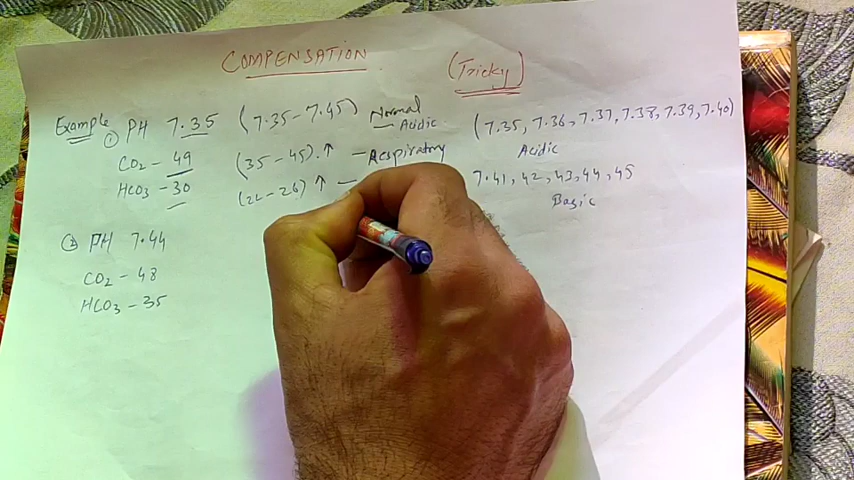 COMPENSATION (Tricky)
Example ① PH 7.35 (7.35-7.45) Normal (7.35, 7.36, 7.37, 7.38, 7.39, 7.40)
- Acidic Acidic
CO2 - 49 (35-45) ↑ - Respiratory
HCO3 - 30 (22-26) ↑ - 7.41, 42, 43, 44, 45
Basic
② PH 7.44
CO2 - 48
HCO3 - 35